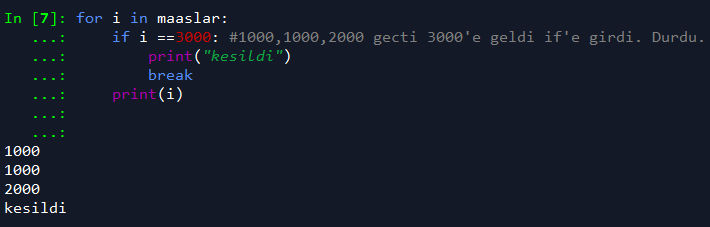 In [7]: for i in maaslar:
   ...:     if i ==3000: #1000,1000,2000 gecti 3000'e geldi if'e girdi. Durdu.
   ...:         print("kesildi")
   ...:         break
   ...:     print(i)
   ...:
   ...:
1000
1000
2000
kesildi